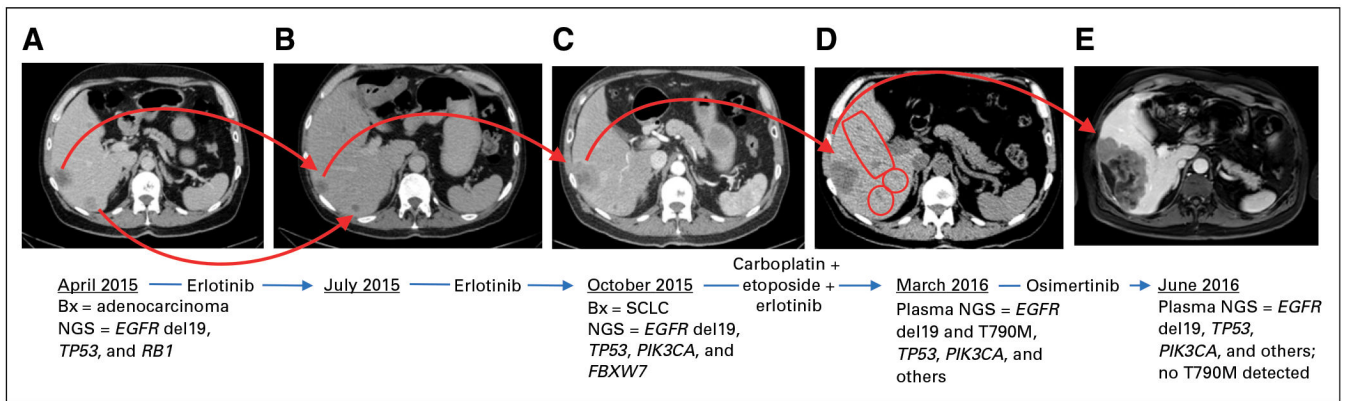 A
B
C
D
E
April 2015
Erlotinib
July 2015
Erlotinib
October 2015
Carboplatin +
etoposide +
erlotinib
March 2016
Osimertinib
June 2016
Bx = adenocarcinoma
NGS = EGFR del19,
TP53, and RB1
Bx = SCLC
NGS = EGFR del19,
TP53, PIK3CA, and
FBXW7
Plasma NGS = EGFR
del19 and T790M,
TP53, PIK3CA, and
others
Plasma NGS = EGFR
del19, TP53,
PIK3CA, and others;
no T790M detected